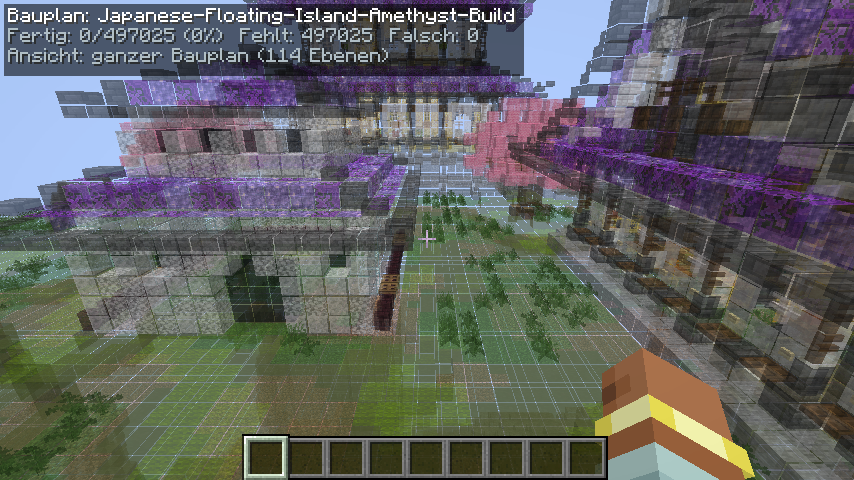 Bauplan: Japanese-Floating-Island-Amethyst-Build
Fertig: 0/497025 (0%) Fehlt: 497025 Falsch: 0
Ansicht: ganzer Bauplan (114 Ebenen)